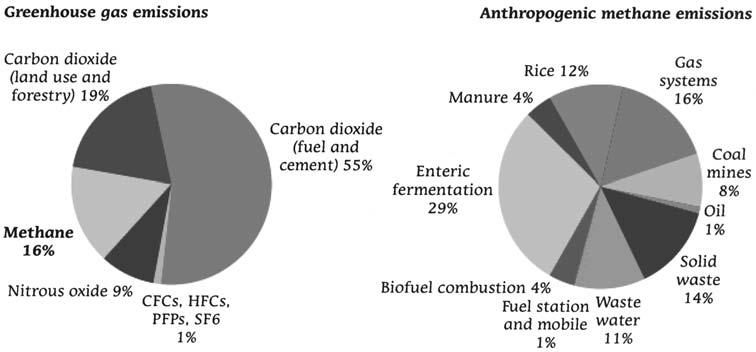 Greenhouse gas emissions
Carbon dioxide
(land use and
forestry) 19%
Carbon dioxide
(fuel and
cement) 55%
Methane
16%
Nitrous oxide 9%
CFCs, HFCs,
PFPs, SF6
1%
Anthropogenic methane emissions
Rice 12%
Gas
systems
16%
Manure 4%
Coal
mines
8%
Enteric
fermentation
29%
Oil
1%
Solid
waste
14%
Biofuel combustion 4%
Fuel station
and mobile
1%
Waste
water
11%